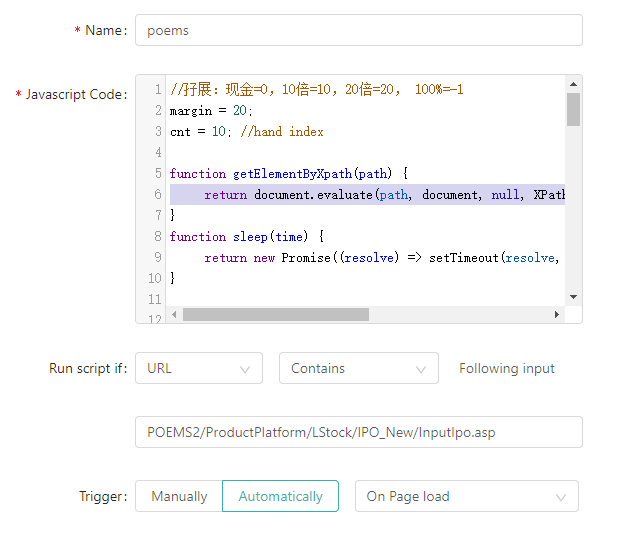 * Name:
poems
* Javascript Code:
1 //孖展：现金=0，10倍=10，20倍=20， 100%=-1
2 margin = 20;
3 cnt = 10; //hand index
4
5 function getElementByXpath(path) {
6 return document.evaluate(path, document, null, XPath
7 }
8 function sleep(time) {
9 return new Promise((resolve) => setTimeout(resolve,
10 }
11
12
Run script if: URL Contains Following input
POEMS2/ProductPlatform/LStock/IPO_New/InputIpo.asp
Trigger: Manually Automatically On Page load